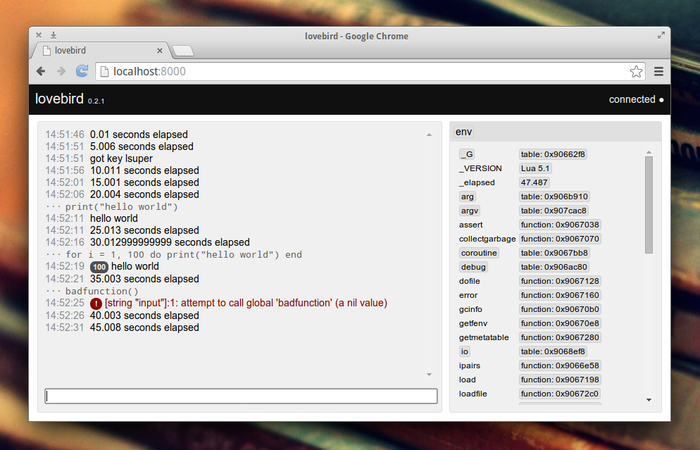 lovebird - Google Chrome
lovebird
localhost:8000
lovebird 0.2.1
connected
14:51:46 0.01 seconds elapsed
14:51:51 5.006 seconds elapsed
14:51:51 got key lsuper
14:51:56 10.011 seconds elapsed
14:52:01 15.001 seconds elapsed
14:52:06 20.004 seconds elapsed
··· print("hello world")
14:52:11 hello world
14:52:11 25.013 seconds elapsed
14:52:16 30.012999999999 seconds elapsed
··· for i = 1, 100 do print("hello world") end
14:52:19 100 hello world
14:52:21 35.003 seconds elapsed
··· badfunction()
14:52:25 ! [string "input"]:1: attempt to call global 'badfunction' (a nil value)
14:52:26 40.003 seconds elapsed
14:52:31 45.008 seconds elapsed
env
_G table: 0x90662f8
_VERSION Lua 5.1
_elapsed 47.487
arg table: 0x906b910
argv table: 0x907cac8
assert function: 0x9067038
collectgarbage function: 0x9067070
coroutine table: 0x9067bb8
debug table: 0x906ac80
dofile function: 0x9067128
error function: 0x9067160
gcinfo function: 0x90670b0
getfenv function: 0x90670e8
getmetatable function: 0x9067280
io table: 0x9068ef8
ipairs function: 0x9066e58
load function: 0x9067198
loadfile function: 0x90672c0